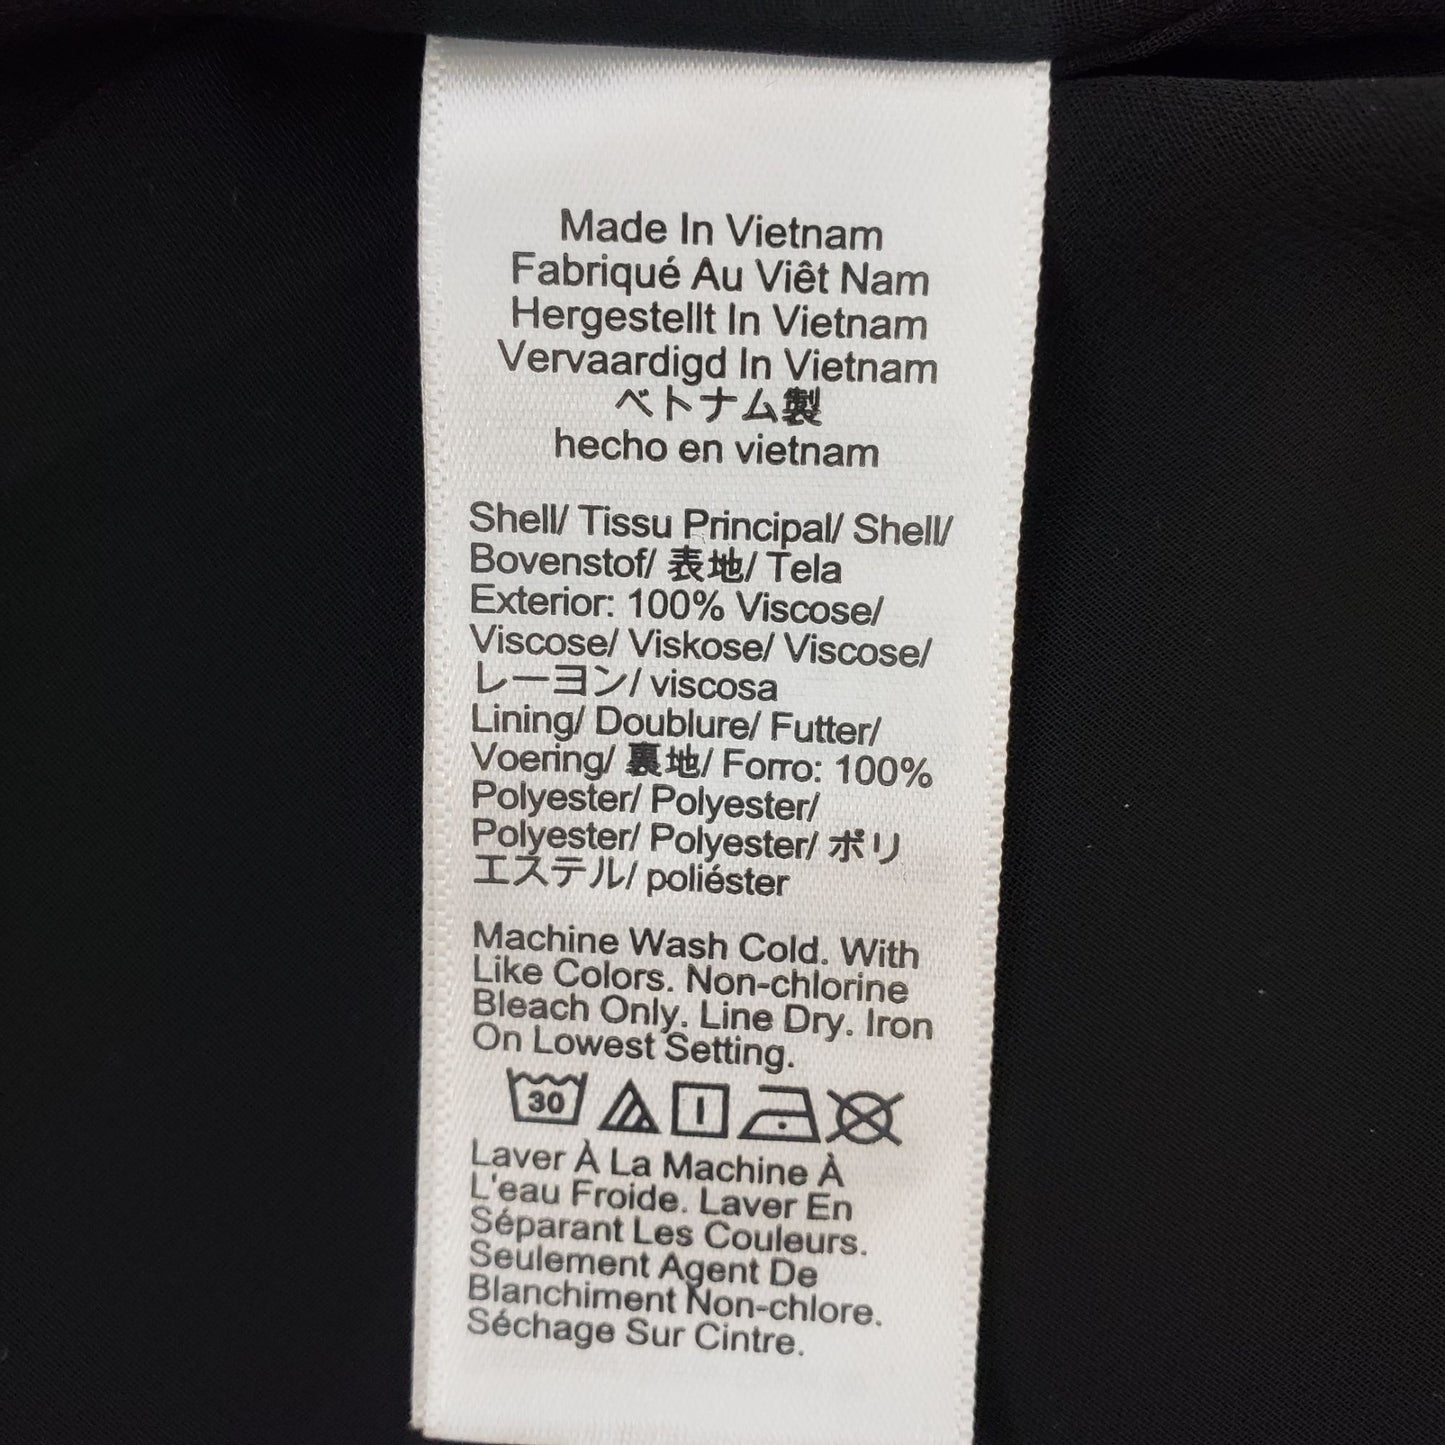 Made In Vietnam
Fabriqué Au Viêt Nam
Hergestellt In Vietnam
Vervaardigd In Vietnam
ベトナム製
hecho en vietnam
Shell/ Tissu Principal/ Shell/
Bovenstof/ 表地/ Tela
Exterior: 100% Viscose/
Viscose/ Viskose/ Viscose/
レーヨン/ viscosa
Lining/ Doublure/ Futter/
Voering/ 裏地/ Forro: 100%
Polyester/ Polyester/
Polyester/ Polyester/ ポリ
エステル/ poliéster
Machine Wash Cold. With
Like Colors. Non-chlorine
Bleach Only. Line Dry. Iron
On Lowest Setting.
30
Laver À La Machine À
L'eau Froide. Laver En
Séparant Les Couleurs.
Seulement Agent De
Blanchiment Non-chlore.
Séchage Sur Cintre.